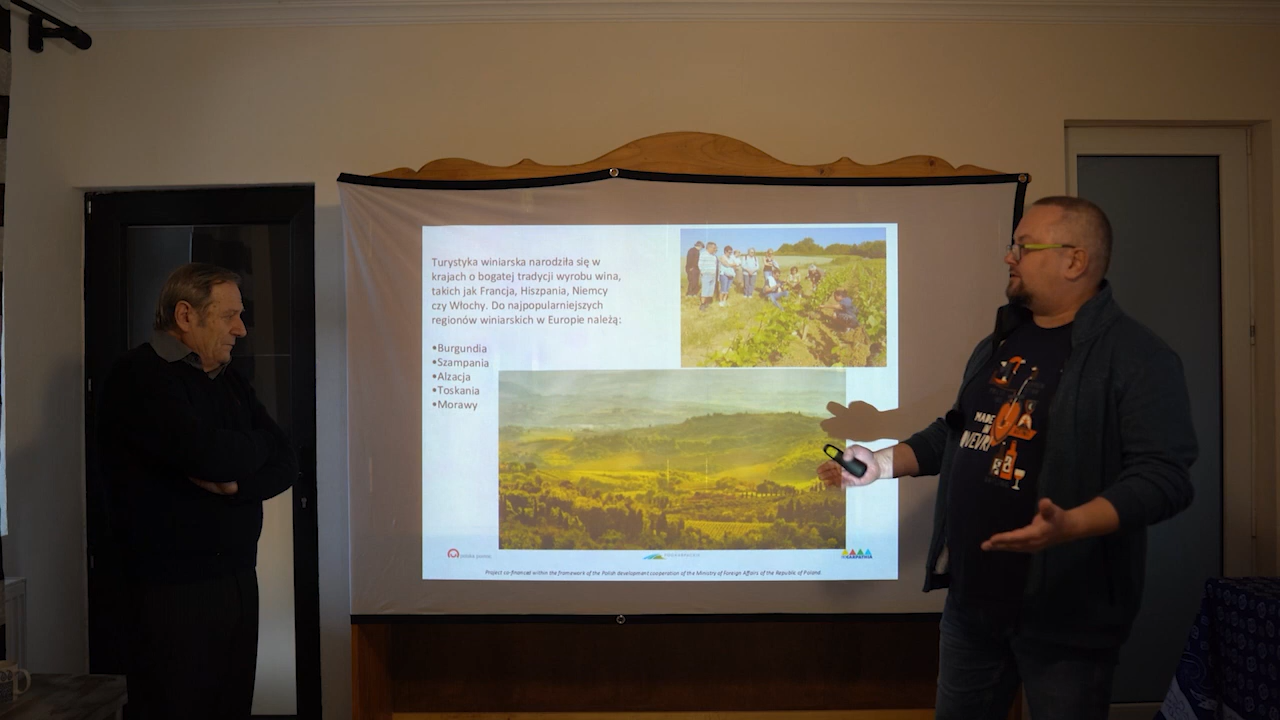 Turystyka winiarska narodziła się w
krajach o bogatej tradycji wyrobu wina,
takich jak Francja, Hiszpania, Niemcy
czy Włochy. Do najpopularniejszych
regionów winiarskich w Europie należą:
•Burgundia
•Szampania
•Alzacja
•Toskania
•Morawy
polska pomoc
Project co-financed within the framework of the Polish development cooperation of the Ministry of Foreign Affairs of the Republic of Poland.
MADE
IN